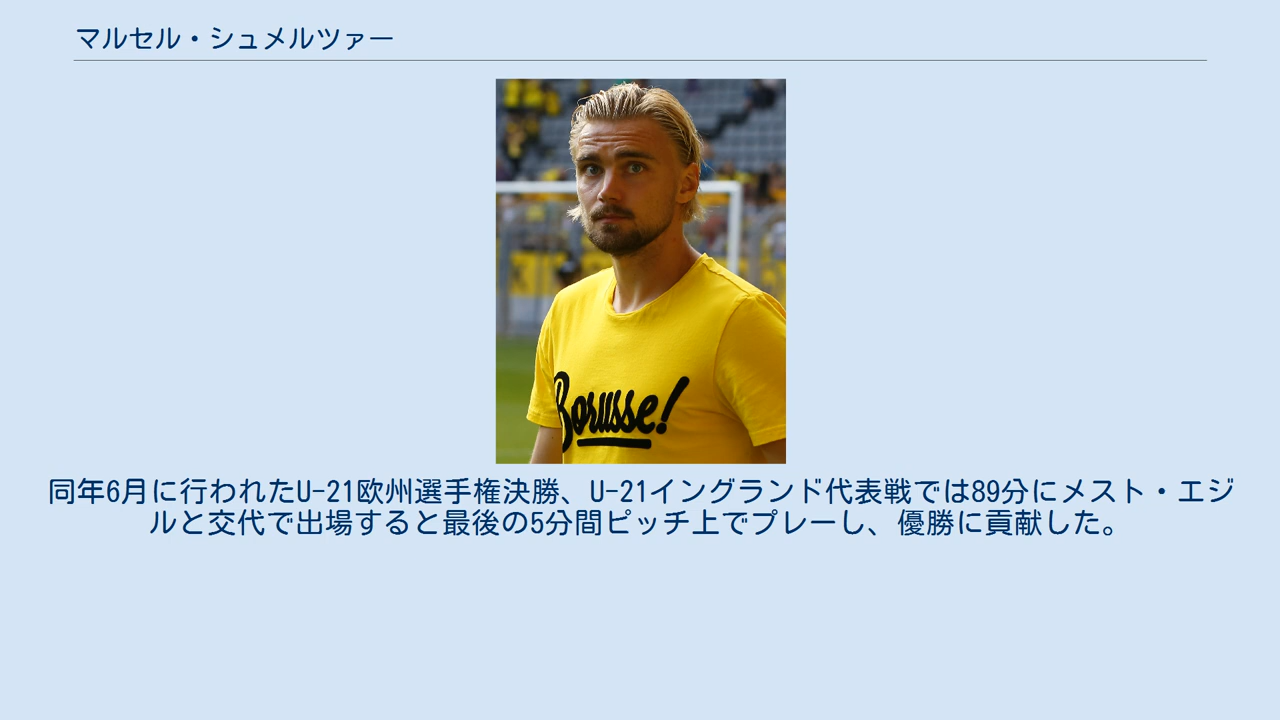 マルセル・シュメルツァー
Borusse!
同年6月に行われたU-21欧州選手権決勝、U-21イングランド代表戦では89分にメスト・エジ
ルと交代で出場すると最後の5分間ピッチ上でプレーし、優勝に貢献した。